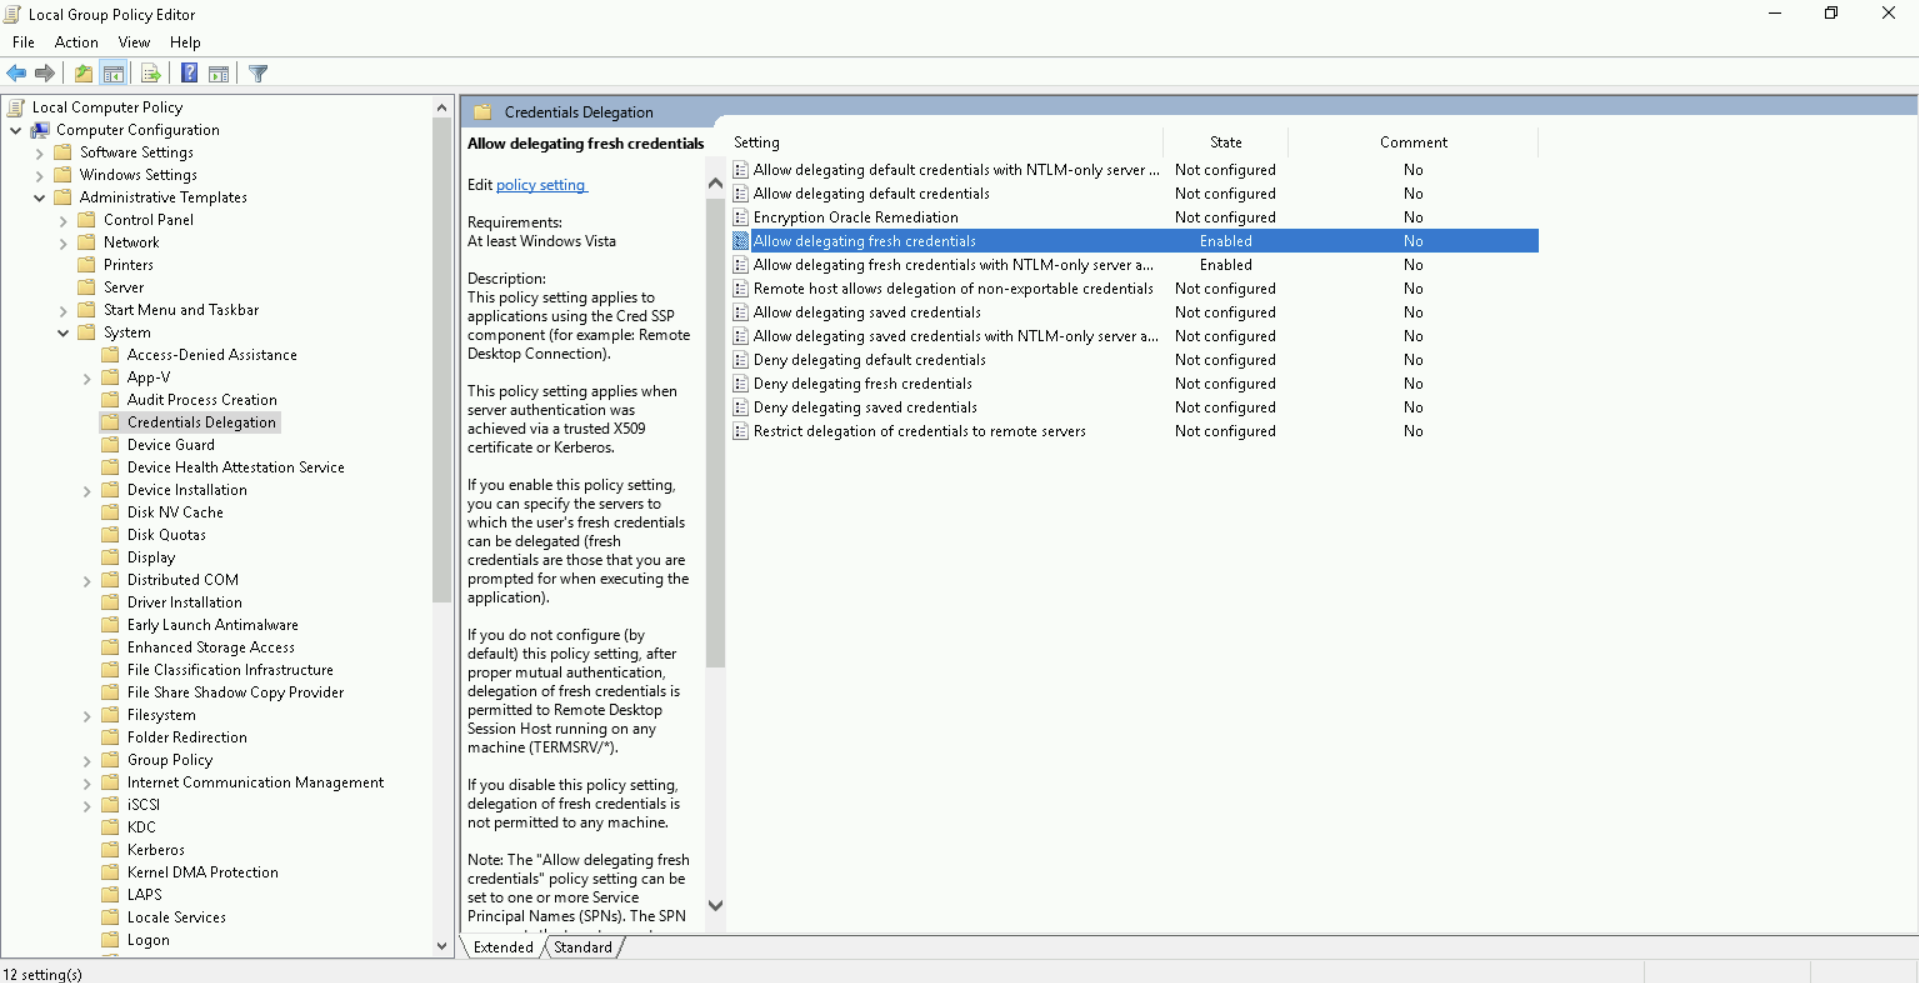 Local Group Policy Editor
File Action View Help
Local Computer Policy
Computer Configuration
Software Settings
Windows Settings
Administrative Templates
Control Panel
Network
Printers
Server
Start Menu and Taskbar
System
Access-Denied Assistance
App-V
Audit Process Creation
Credentials Delegation
Device Guard
Device Health Attestation Service
Device Installation
Disk NV Cache
Disk Quotas
Display
Distributed COM
Driver Installation
Early Launch Antimalware
Enhanced Storage Access
File Classification Infrastructure
File Share Shadow Copy Provider
Filesystem
Folder Redirection
Group Policy
Internet Communication Management
iSCSI
KDC
Kerberos
Kernel DMA Protection
LAPS
Locale Services
Logon
Credentials Delegation
Allow delegating fresh credentials
Edit policy setting
Requirements:
At least Windows Vista
Description:
This policy setting applies to
applications using the Cred SSP
component (for example: Remote
Desktop Connection).
This policy setting applies when
server authentication was
achieved via a trusted X509
certificate or Kerberos.
If you enable this policy setting,
you can specify the servers to
which the user's fresh credentials
can be delegated (fresh
credentials are those that you are
prompted for when executing the
application).
If you do not configure (by
default) this policy setting, after
proper mutual authentication,
delegation of fresh credentials is
permitted to Remote Desktop
Session Host running on any
machine (TERMSRV/*).
If you disable this policy setting,
delegation of fresh credentials is
not permitted to any machine.
Note: The "Allow delegating fresh
credentials" policy setting can be
set to one or more Service
Principal Names (SPNs). The SPN
Setting State Comment
Allow delegating default credentials with NTLM-only server ... Not configured No
Allow delegating default credentials Not configured No
Encryption Oracle Remediation Not configured No
Allow delegating fresh credentials Enabled No
Allow delegating fresh credentials with NTLM-only server a... Enabled No
Remote host allows delegation of non-exportable credentials Not configured No
Allow delegating saved credentials Not configured No
Allow delegating saved credentials with NTLM-only server a... Not configured No
Deny delegating default credentials Not configured No
Deny delegating fresh credentials Not configured No
Deny delegating saved credentials Not configured No
Restrict delegation of credentials to remote servers Not configured No
Extended Standard
12 setting(s)